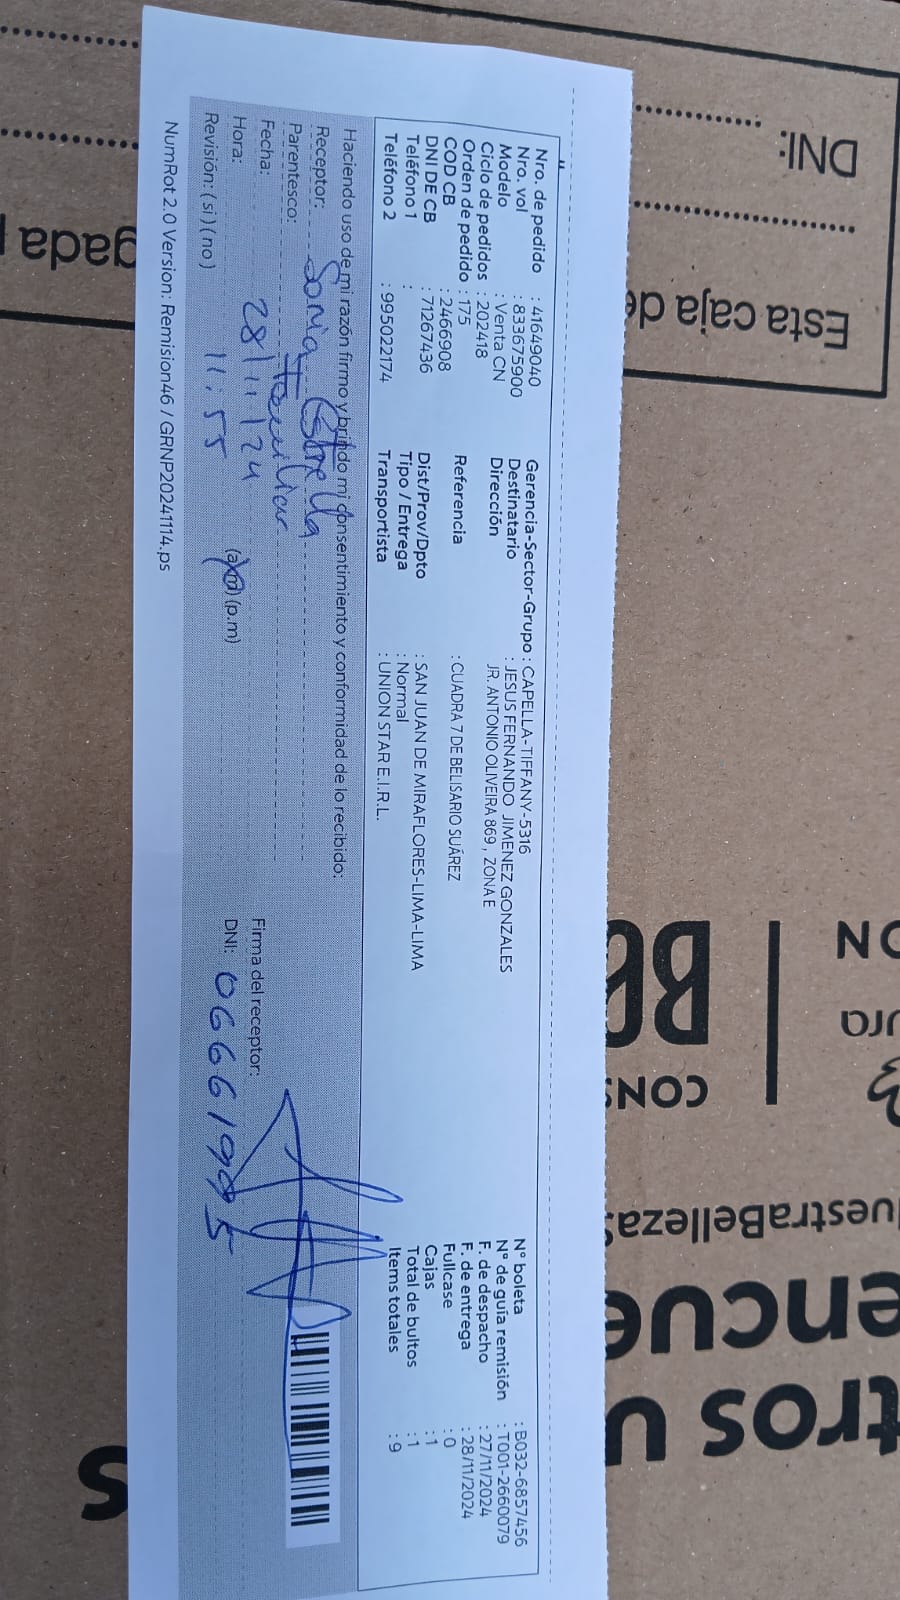 Nro. de pedido : 41649040
Nro. vol : 833675900
Modelo : Venta CN
Ciclo de pedidos : 202418
Orden de pedido : 175
COD CB : 2466908
DNI DE CB : 71267436
Teléfono 1 :
Teléfono 2 : 995022174
Gerencia-Sector-Grupo : CAPELLA-TIFFANY-5316
Destinatario : JESUS FERNANDO JIMENEZ GONZALES
Dirección JR. ANTONIO OLIVEIRA 869 , ZONA E
Referencia : CUADRA 7 DE BELISARIO SUÁREZ
Dist/Prov/Dpto : SAN JUAN DE MIRAFLORES-LIMA-LIMA
Tipo / Entrega : Normal
Transportista : UNION STAR E.I.R.L.
N° boleta : B032-6857456
N° de guía remisión : T001-2660079
F. de despacho : 27/11/2024
F. de entrega : 28/11/2024
Fullcase : 0
Cajas : 1
Total de bultos : 1
Items totales : 9
Haciendo uso de mi razón firmo y brindo mi consentimiento y conformidad de lo recibido:
Receptor: Sonia Estrella
Parentesco: Familiar
Fecha: 28/11/24
Hora: 11:55 (a.m) (p.m)
Revisión: (si) (no)
Firma del receptor:
DNI: 06661995
NumRot 2.0 Version: Remision46 / GRNP20241114.ps
DNI:
Esta caja de
gada
ON
ura
BE
CONS
uestraBelleza
encue
tros u
s